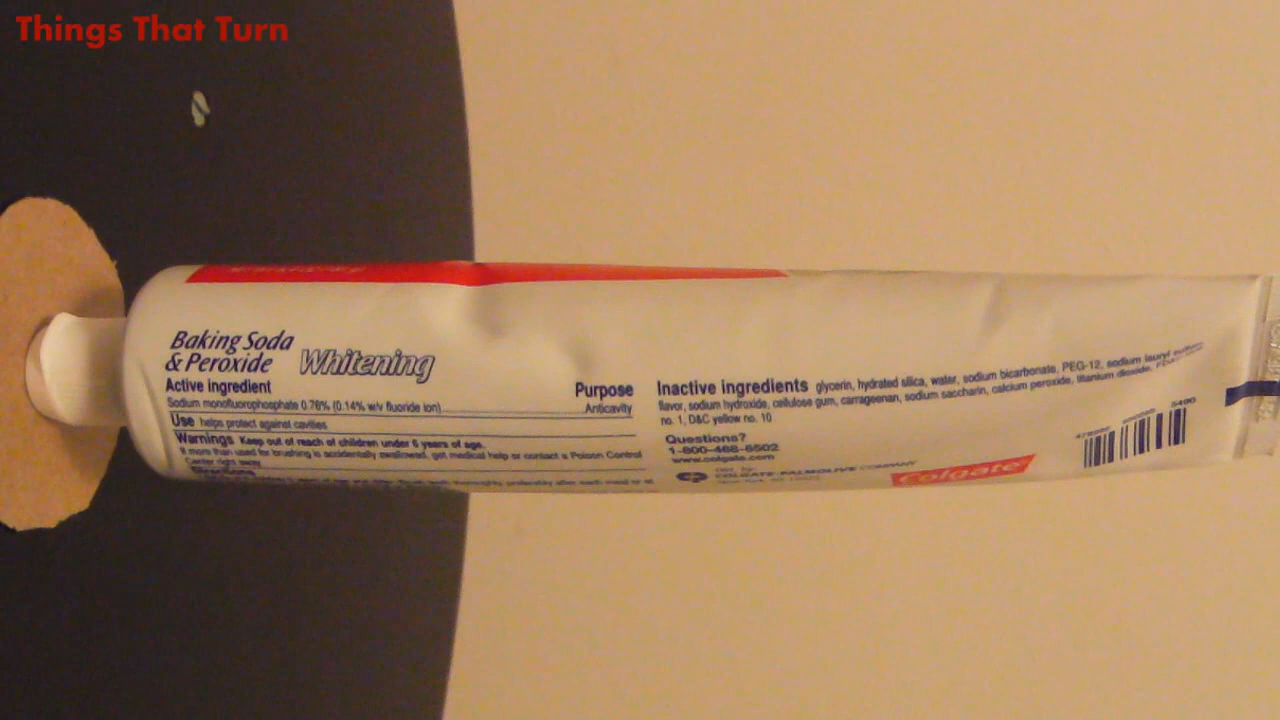 Things That Turn
Baking Soda
& Peroxide Whitening
Active ingredient Purpose
Sodium monofluorophosphate 0.76% (0.14% w/v fluoride ion) Anticavity
Use helps protect against cavities
Warnings Keep out of reach of children under 6 years of age.
If more than used for brushing is accidentally swallowed, get medical help or contact a Poison Control
Center right away
Inactive ingredients glycerin, hydrated silica, water, sodium bicarbonate, PEG-12, sodium lauryl sulfate,
flavor, sodium hydroxide, cellulose gum, carrageenan, sodium saccharin, calcium peroxide, titanium dioxide,
no. 1, D&C yellow no. 10
Questions?
1-800-468-6502
www.colgate.com
COLGATE-PALMOLIVE COMPANY
Colgate